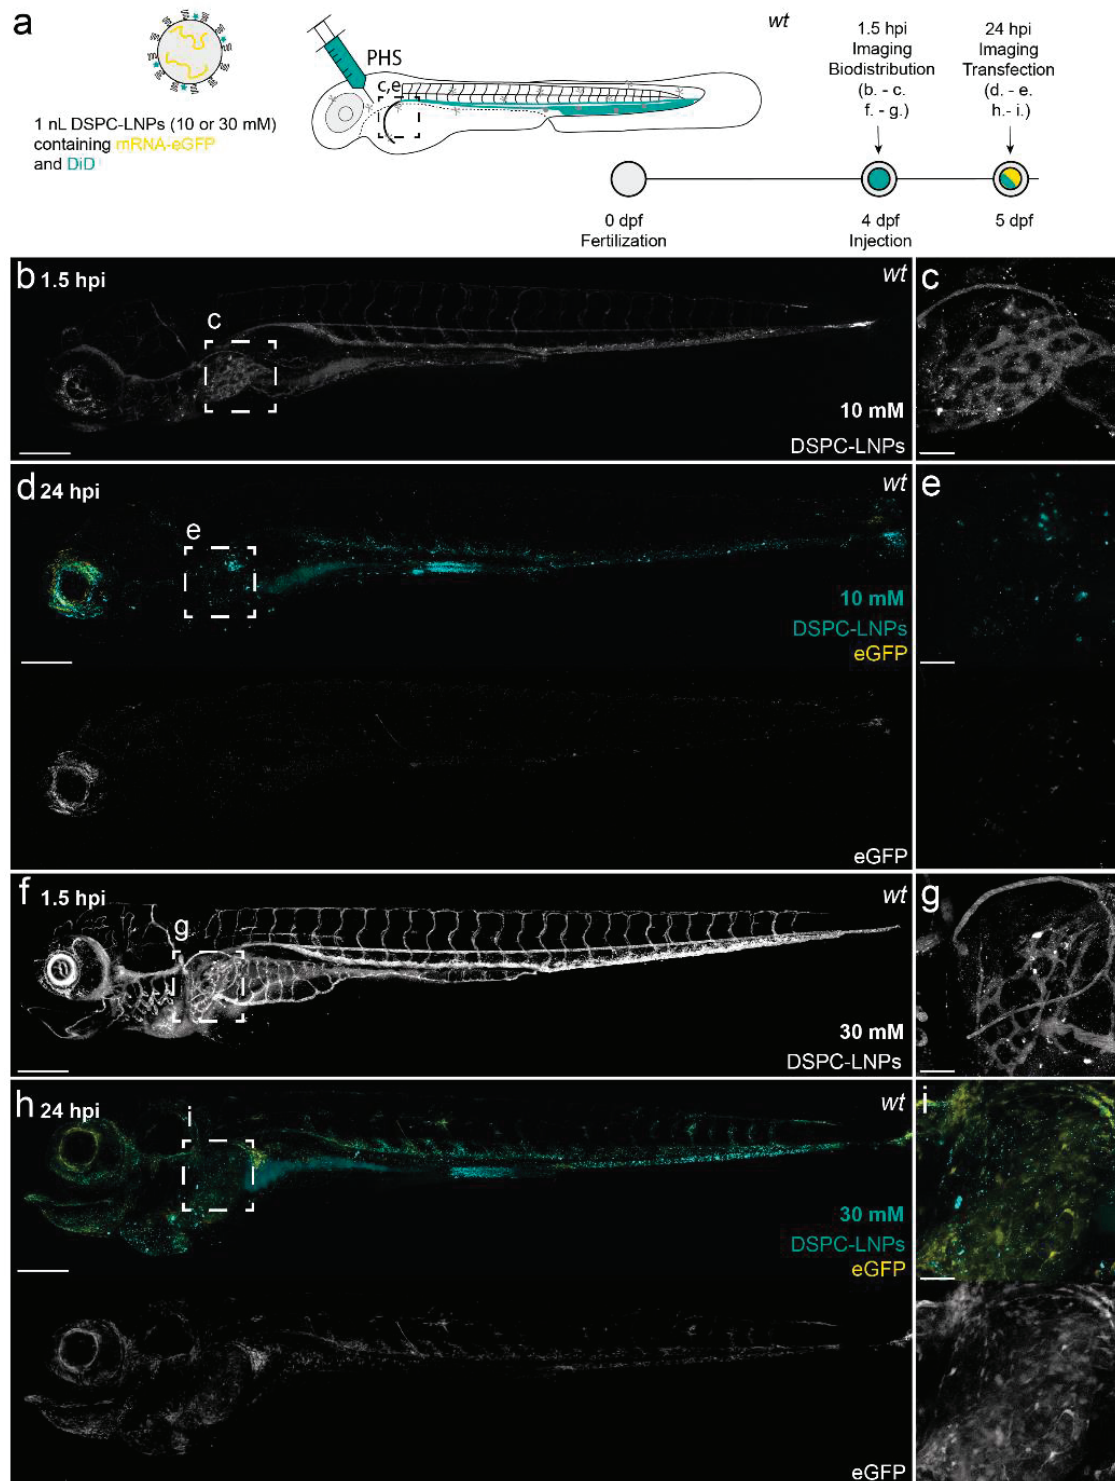 a
1 nL DSPC-LNPs (10 or 30 mM)
containing mRNA-eGFP
and DiD
PHS
c,e
wt
1.5 hpi
Imaging
Biodistribution
(b. - c.
f. - g.)
24 hpi
Imaging
Transfection
(d. - e.
h.- i.)
0 dpf
Fertilization
4 dpf
Injection
5 dpf
b 1.5 hpi
wt
c
10 mM
DSPC-LNPs
c
d 24 hpi
wt
e
10 mM
DSPC-LNPs
eGFP
eGFP
e
f 1.5 hpi
wt
g
30 mM
DSPC-LNPs
g
h 24 hpi
wt
i
30 mM
DSPC-LNPs
eGFP
eGFP
i